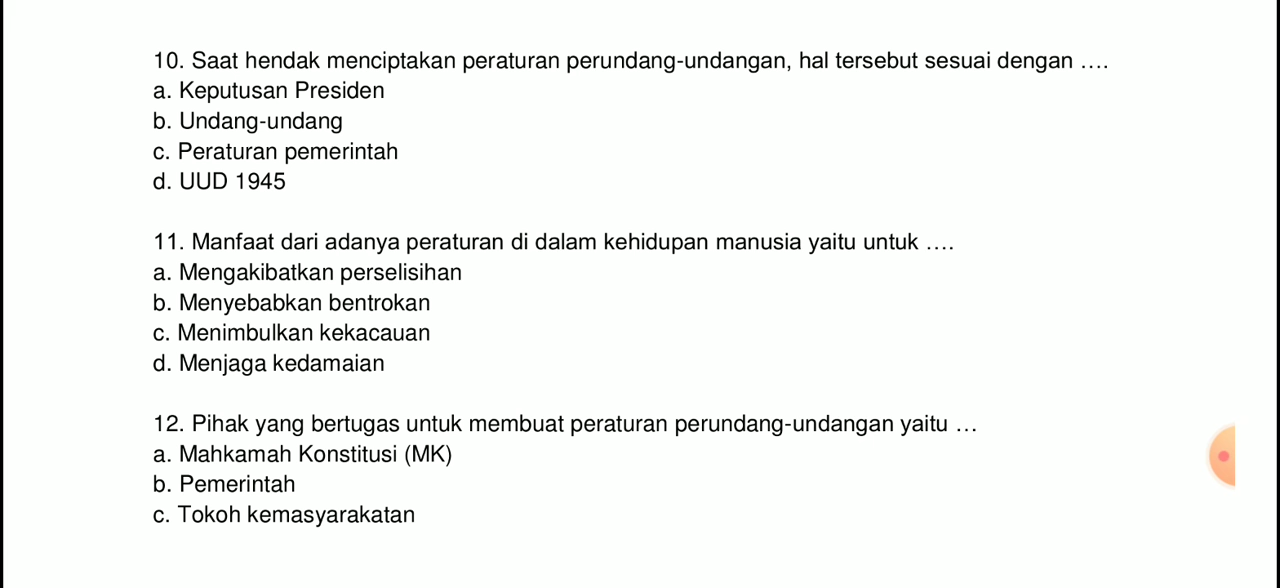 10. Saat hendak menciptakan peraturan perundang-undangan, hal tersebut sesuai dengan ....
a. Keputusan Presiden
b. Undang-undang
c. Peraturan pemerintah
d. UUD 1945
11. Manfaat dari adanya peraturan di dalam kehidupan manusia yaitu untuk ....
a. Mengakibatkan perselisihan
b. Menyebabkan bentrokan
c. Menimbulkan kekacauan
d. Menjaga kedamaian
12. Pihak yang bertugas untuk membuat peraturan perundang-undangan yaitu ...
a. Mahkamah Konstitusi (MK)
b. Pemerintah
c. Tokoh kemasyarakatan